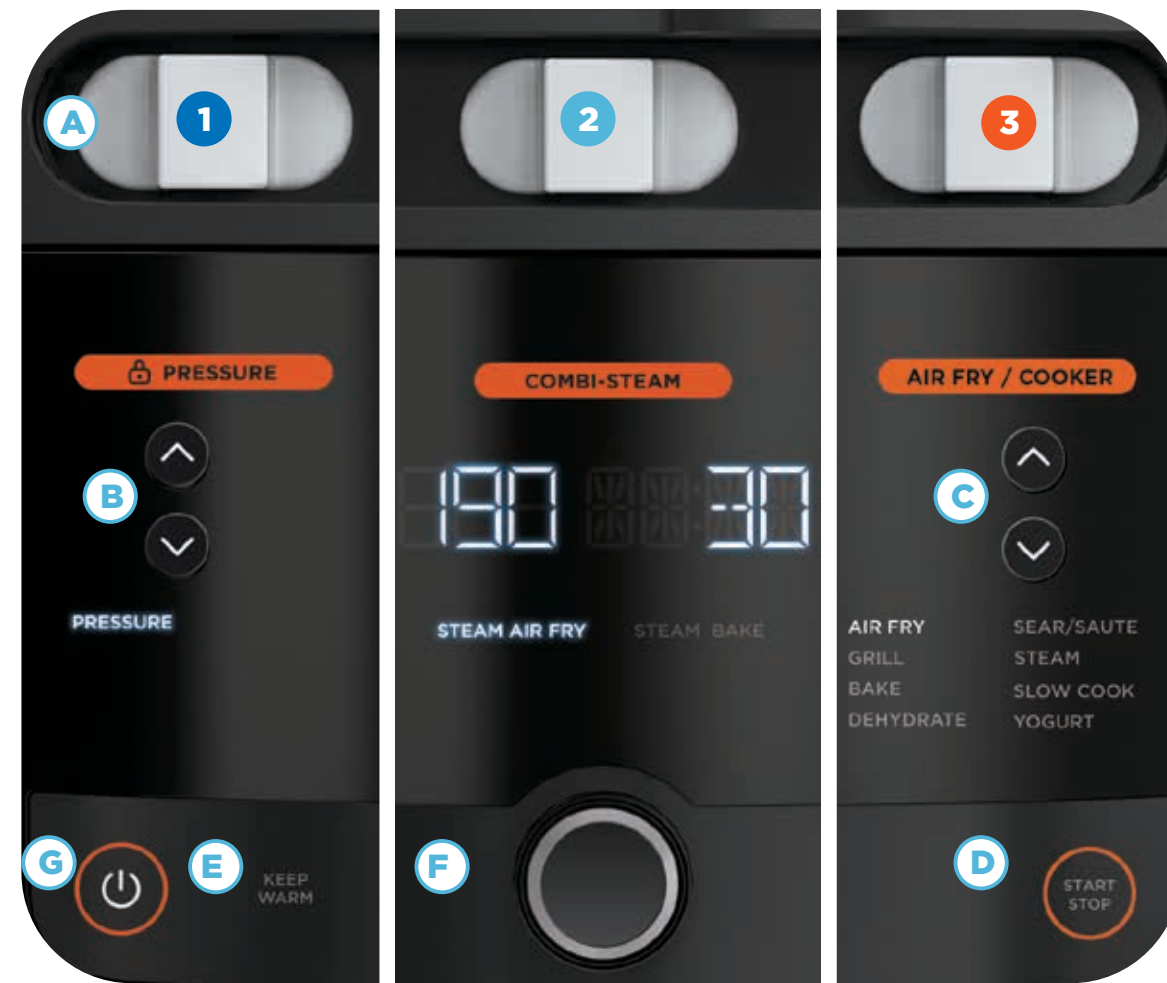 A
1
2
3
PRESSURE
COMBI-STEAM
AIR FRY / COOKER
B
190
30
C
PRESSURE
STEAM AIR FRY
STEAM BAKE
AIR FRY
SEAR/SAUTE
GRILL
STEAM
BAKE
SLOW COOK
DEHYDRATE
YOGURT
G
E
KEEP
WARM
F
D
START
STOP